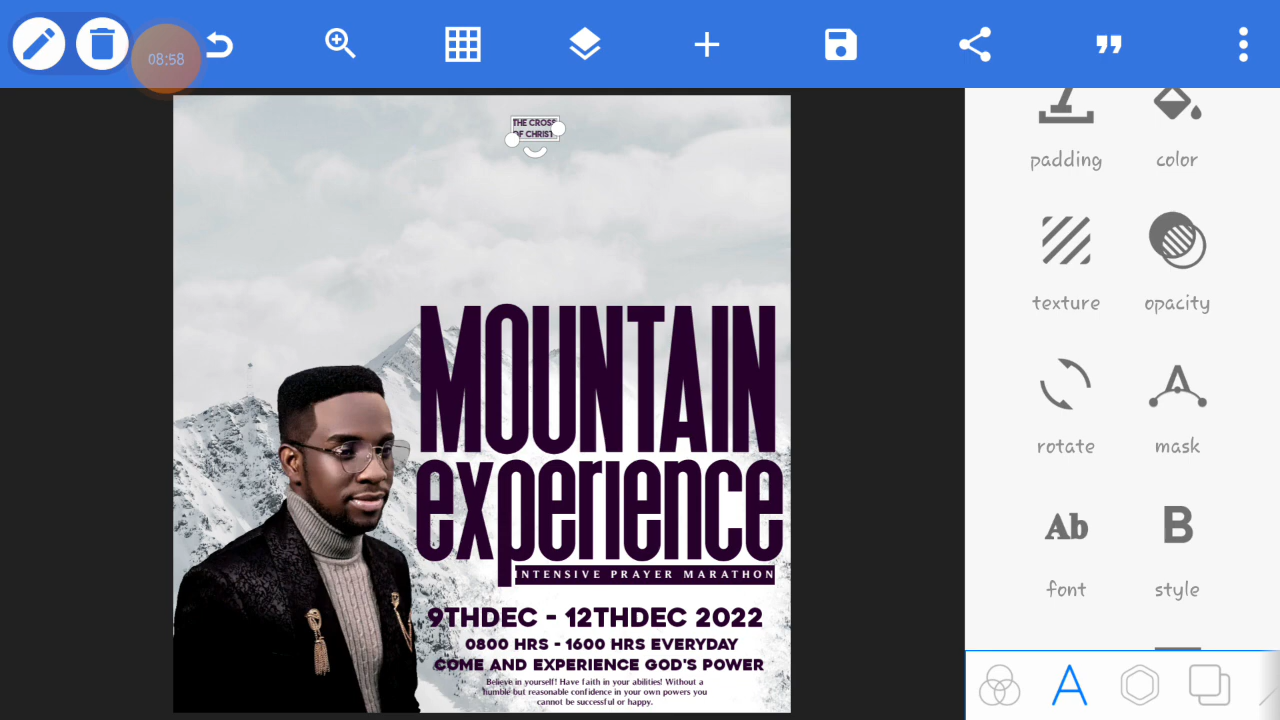 08:58
THE CROSS
OF CHRIST
MOUNTAIN
experience
INTENSIVE PRAYER MARATHON
9THDEC - 12THDEC 2022
0800 HRS - 1600 HRS EVERYDAY
COME AND EXPERIENCE GOD'S POWER
Believe in yourself! Have faith in your abilities! Without a
humble but reasonable confidence in your own powers you
cannot be successful or happy.
padding
color
texture
opacity
rotate
mask
Ab
B
font
style
A